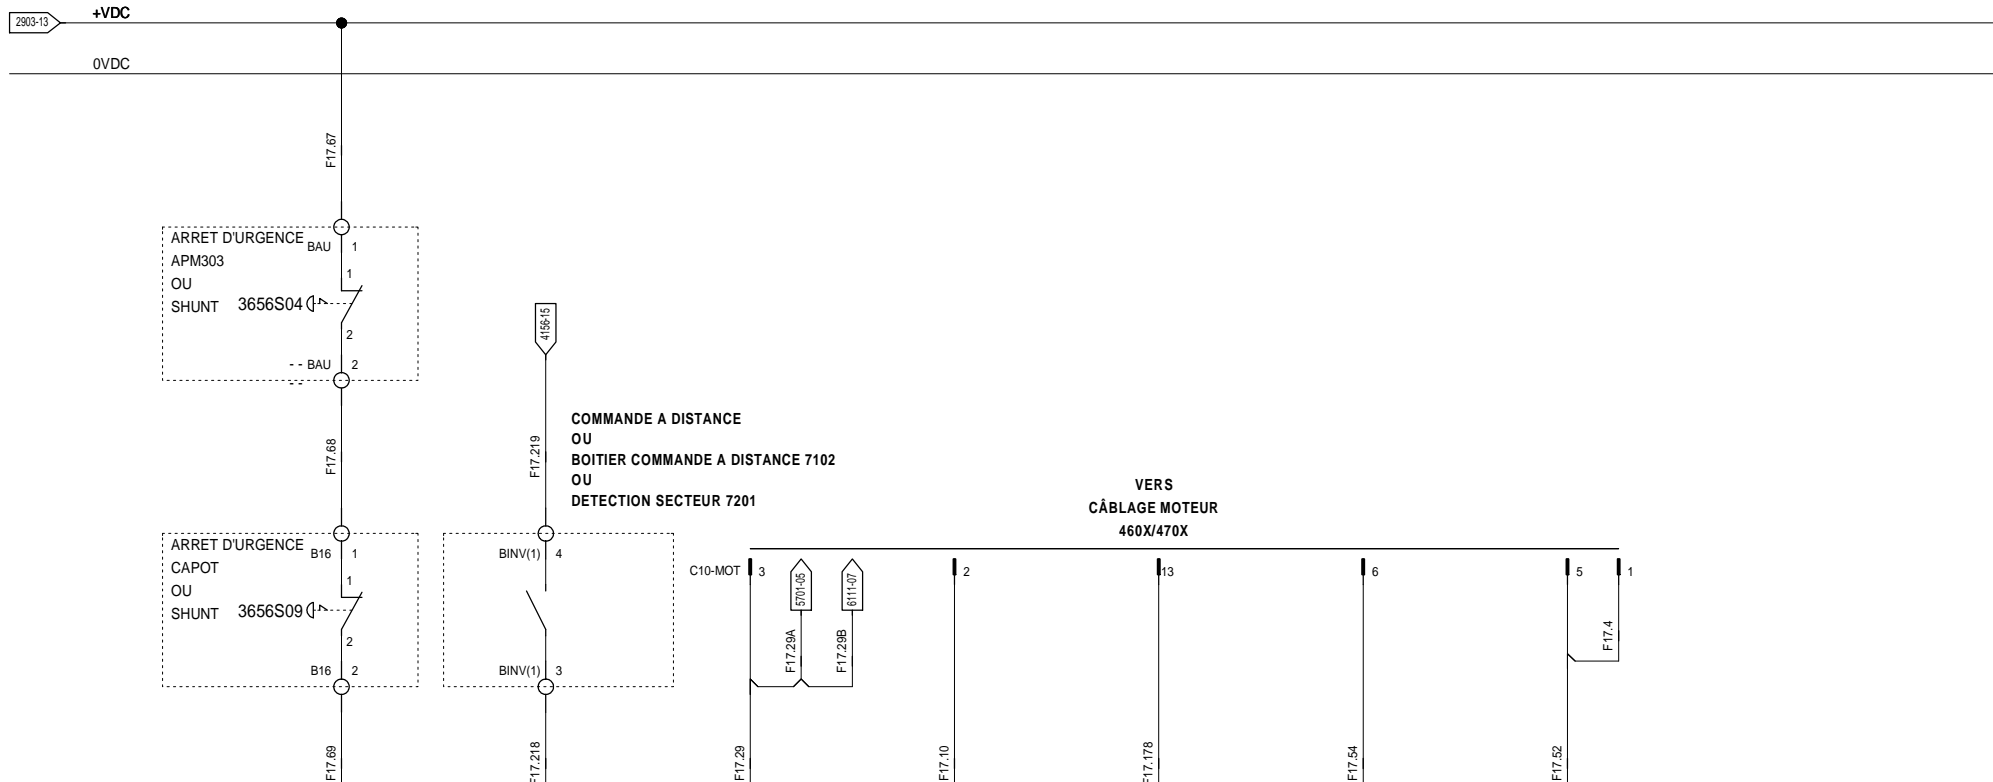 2903-13
+VDC
0VDC
F17.67
ARRET D'URGENCE
APM303
OU
SHUNT
BAU 1
1
3656S04
2
-- BAU 2
--
F17.68
4156-15
F17.219
COMMANDE A DISTANCE
OU
BOITIER COMMANDE A DISTANCE 7102
OU
DETECTION SECTEUR 7201
VERS
CÂBLAGE MOTEUR
460X/470X
ARRET D'URGENCE
CAPOT
OU
SHUNT
B16 1
1
3656S09
2
B16 2
BINV(1) 4
BINV(1) 3
C10-MOT 3
5701-05
6111-07
2
13
6
5
1
F17.29A
F17.29B
F17.4
F17.69
F17.218
F17.29
F17.10
F17.178
F17.54
F17.52